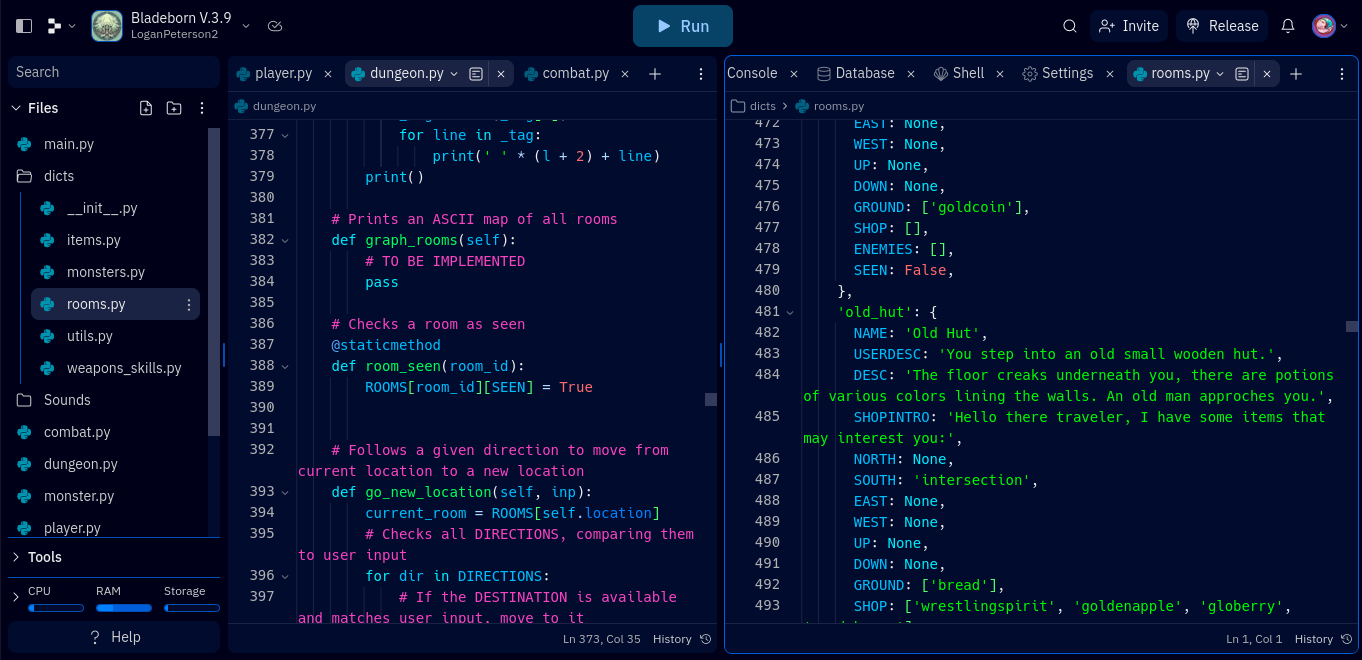 Bladeborn V.3.9
LoganPeterson2
Run
Invite
Release
Search
Files
main.py
dicts
__init__.py
items.py
monsters.py
rooms.py
utils.py
weapons_skills.py
Sounds
combat.py
dungeon.py
monster.py
player.py
Tools
CPU RAM Storage
? Help
player.py × dungeon.py × combat.py × +
dungeon.py
377 for line in _tag:
378 print(' ' * (l + 2) + line)
379 print()
380
381 # Prints an ASCII map of all rooms
382 def graph_rooms(self):
383 # TO BE IMPLEMENTED
384 pass
385
386 # Checks a room as seen
387 @staticmethod
388 def room_seen(room_id):
389 ROOMS[room_id][SEEN] = True
390
391
392 # Follows a given direction to move from
current location to a new location
393 def go_new_location(self, inp):
394 current_room = ROOMS[self.location]
395 # Checks all DIRECTIONS, comparing them
to user input
396 for dir in DIRECTIONS:
397 # If the DESTINATION is available
and matches user input, move to it
Ln 373, Col 35 History
Console × Database × Shell × Settings × rooms.py × +
dicts > rooms.py
472 EAST: None,
473 WEST: None,
474 UP: None,
475 DOWN: None,
476 GROUND: ['goldcoin'],
477 SHOP: [],
478 ENEMIES: [],
479 SEEN: False,
480 },
481 'old_hut': {
482 NAME: 'Old Hut',
483 USERDESC: 'You step into an old small wooden hut.',
484 DESC: 'The floor creaks underneath you, there are potions
of various colors lining the walls. An old man approches you.',
485 SHOPINTRO: 'Hello there traveler, I have some items that
may interest you:',
486 NORTH: None,
487 SOUTH: 'intersection',
488 EAST: None,
489 WEST: None,
490 UP: None,
491 DOWN: None,
492 GROUND: ['bread'],
493 SHOP: ['wrestlingspirit', 'goldenapple', 'globerry',
Ln 1, Col 1 History